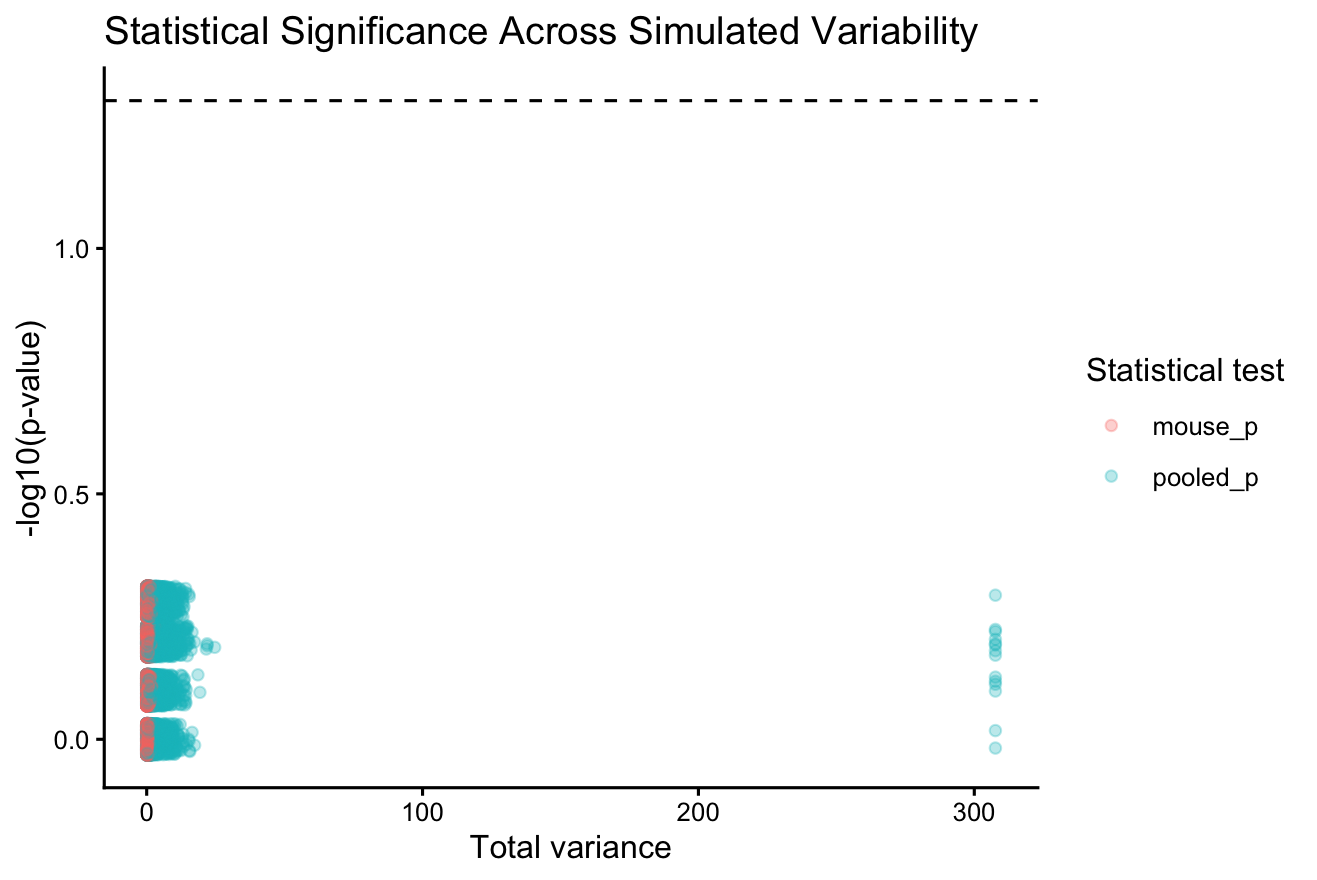 Statistical Significance Across Simulated Variability
-log10(p-value)
1.0
0.5
0.0
0 100 200 300
Total variance
Statistical test
mouse_p
pooled_p